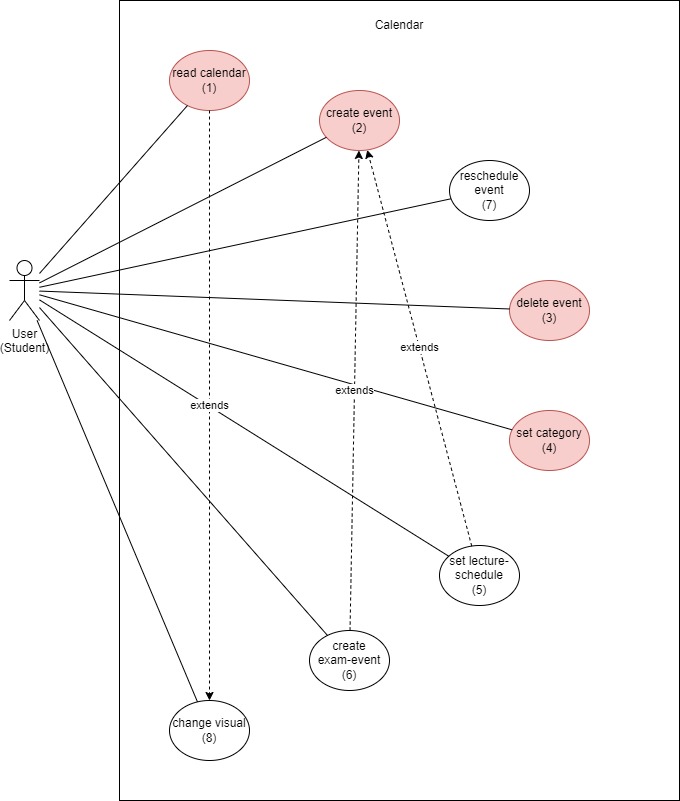 Calendar
read calendar
(1)
create event
(2)
reschedule
event
(7)
User
(Student)
delete event
(3)
extends
extends
extends
set category
(4)
set lecture-
schedule
(5)
create
exam-event
(6)
change visual
(8)